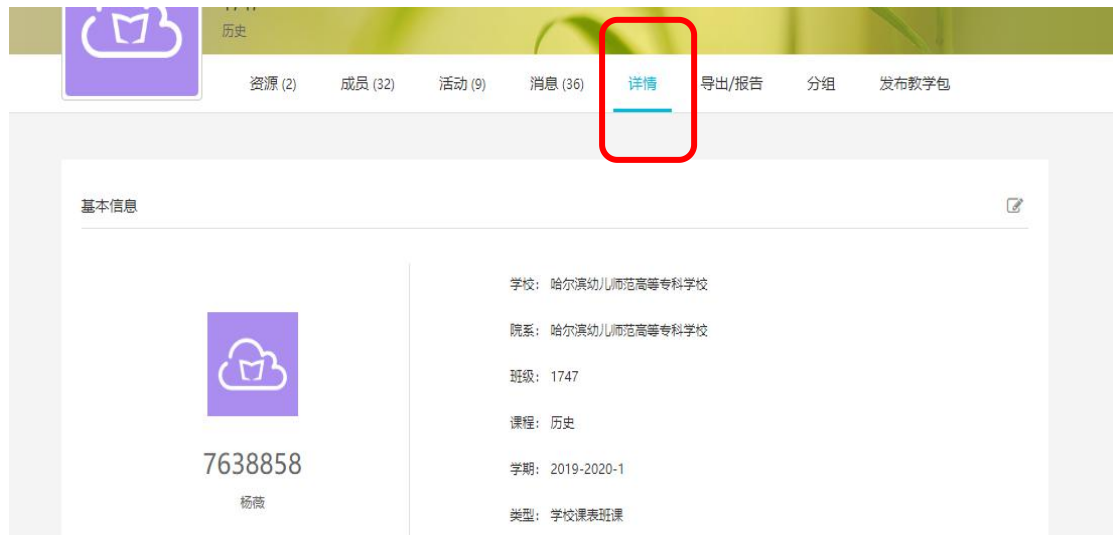 历史
资源 (2) 成员 (32) 活动 (9) 消息 (36) 详情 导出/报告 分组 发布教学包
基本信息
学校： 哈尔滨幼儿师范高等专科学校
院系： 哈尔滨幼儿师范高等专科学校
班级： 1747
课程： 历史
学期： 2019-2020-1
类型： 学校课表班课
7638858
杨薇